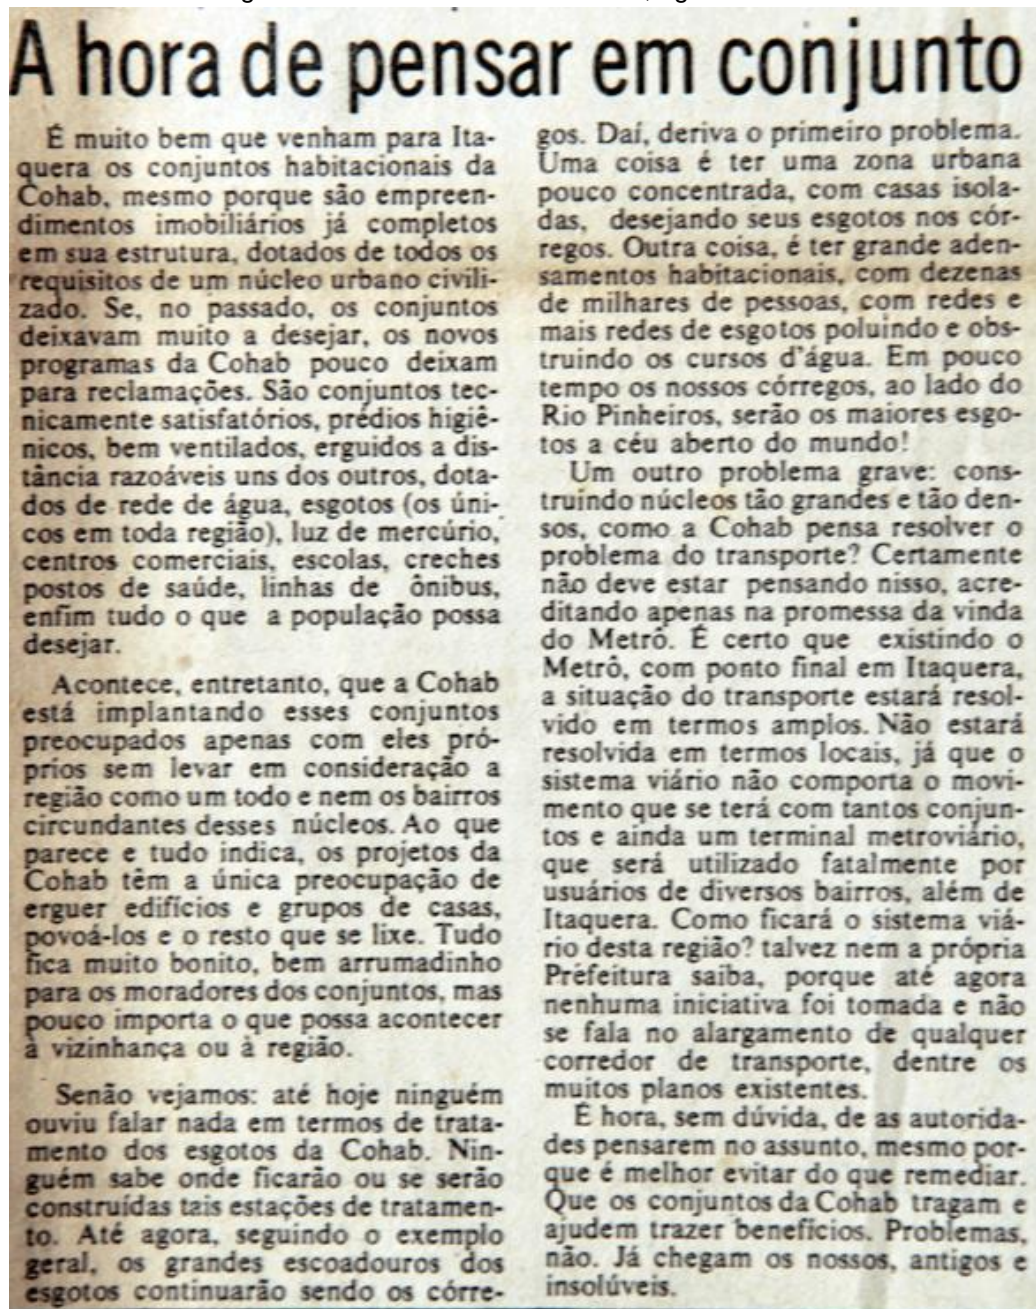 A hora de pensar em conjunto
É muito bem que venham para Ita-
quera os conjuntos habitacionais da
Cohab, mesmo porque são empreen-
dimentos imobiliários já completos
em sua estrutura, dotados de todos os
requisitos de um núcleo urbano civili-
zado. Se, no passado, os conjuntos
deixavam muito a desejar, os novos
programas da Cohab pouco deixam
para reclamações. São conjuntos tec-
nicamente satisfatórios, prédios higiê-
nicos, bem ventilados, erguidos a dis-
tância razoáveis uns dos outros, dota-
dos de rede de água, esgotos (os úni-
cos em toda região), luz de mercúrio,
centros comerciais, escolas, creches
postos de saúde, linhas de ônibus,
enfim tudo o que a população possa
desejar.
Acontece, entretanto, que a Cohab
está implantando esses conjuntos
preocupados apenas com eles pró-
prios sem levar em consideração a
região como um todo e nem os bairros
circundantes desses núcleos. Ao que
parece e tudo indica, os projetos da
Cohab têm a única preocupação de
erguer edifícios e grupos de casas,
povoá-los e o resto que se lixe. Tudo
fica muito bonito, bem arrumadinho
para os moradores dos conjuntos, mas
pouco importa o que possa acontecer
à vizinhança ou à região.
Senão vejamos: até hoje ninguém
ouviu falar nada em termos de trata-
mento dos esgotos da Cohab. Nin-
guém sabe onde ficarão ou se serão
construídas tais estações de tratamen-
to. Até agora, seguindo o exemplo
geral, os grandes escoadouros dos
esgotos continuarão sendo os córre-
gos. Daí, deriva o primeiro problema.
Uma coisa é ter uma zona urbana
pouco concentrada, com casas isola-
das, desejando seus esgotos nos cór-
regos. Outra coisa, é ter grande aden-
samentos habitacionais, com dezenas
de milhares de pessoas, com redes e
mais redes de esgotos poluindo e obs-
truindo os cursos d'água. Em pouco
tempo os nossos córregos, ao lado do
Rio Pinheiros, serão os maiores esgo-
tos a céu aberto do mundo!
Um outro problema grave: cons-
truindo núcleos tão grandes e tão den-
sos, como a Cohab pensa resolver o
problema do transporte? Certamente
não deve estar pensando nisso, acre-
ditando apenas na promessa da vinda
do Metrô. É certo que existindo o
Metrô, com ponto final em Itaquera,
a situação do transporte estará resol-
vido em termos amplos. Não estará
resolvida em termos locais, já que o
sistema viário não comporta o movi-
mento que se terá com tantos conjun-
tos e ainda um terminal metroviário,
que será utilizado fatalmente por
usuários de diversos bairros, além de
Itaquera. Como ficará o sistema viá-
rio desta região? talvez nem a própria
Prefeitura saiba, porque até agora
nenhuma iniciativa foi tomada e não
se fala no alargamento de qualquer
corredor de transporte, dentre os
muitos planos existentes.
É hora, sem dúvida, de as autorida-
des pensarem no assunto, mesmo por-
que é melhor evitar do que remediar.
Que os conjuntos da Cohab tragam e
ajudem trazer benefícios. Problemas,
não. Já chegam os nossos, antigos e
insolúveis.